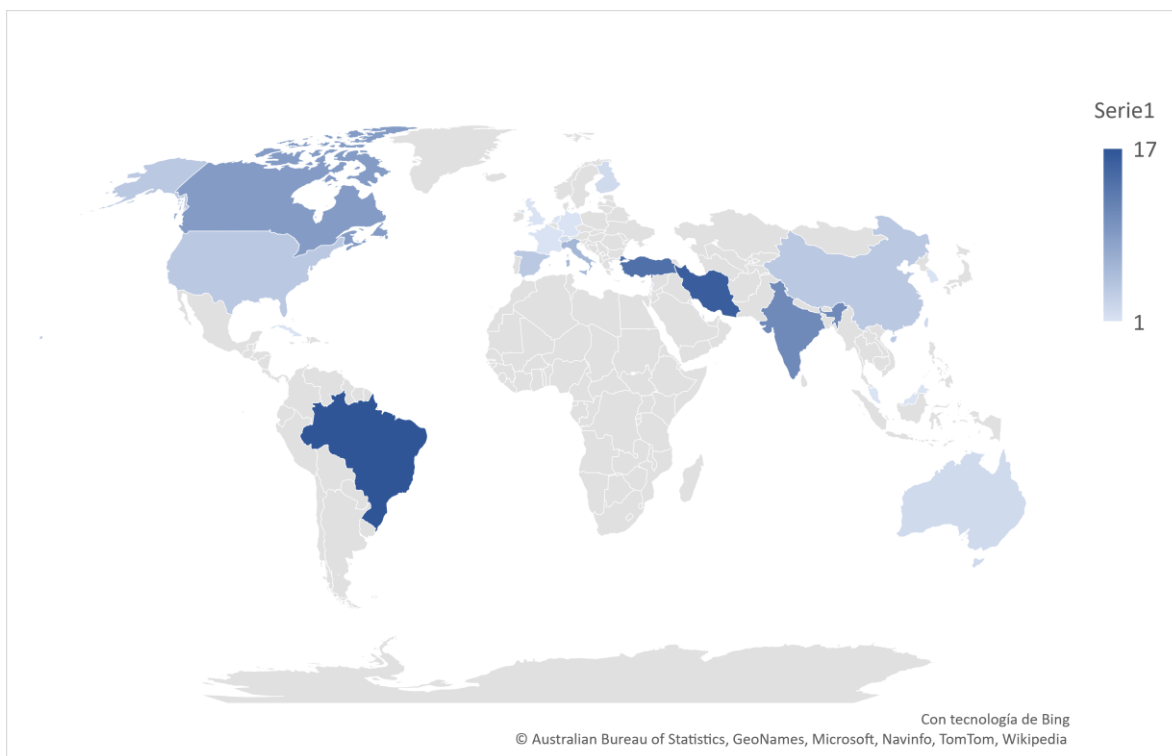 Serie1
17
1
Con tecnología de Bing
© Australian Bureau of Statistics, GeoNames, Microsoft, Navinfo, TomTom, Wikipedia